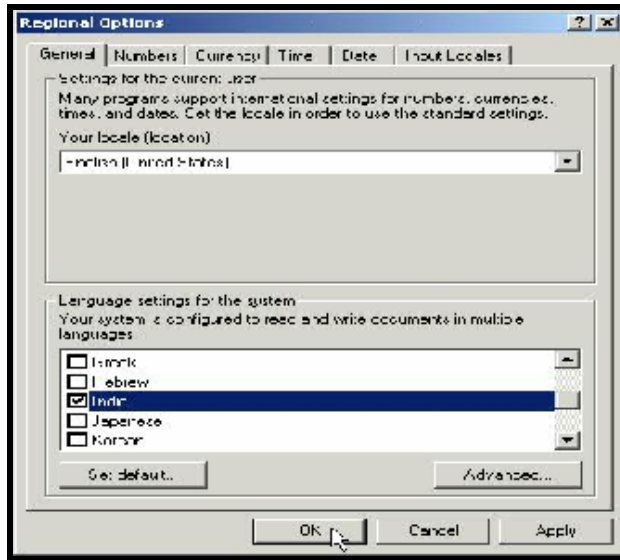 Regional Options
General Numbers Currency Time Date Input Locales
Settings for the current user
Many programs support international settings for numbers, currencies,
times, and dates. Set the locale in order to use the standard settings.
Your locale (location)
English (United States)
Language settings for the system
Your system is configured to read and write documents in multiple
languages
Greek
Hebrew
Indic
Japanese
Korean
Set default...
Advanced...
OK Cancel Apply